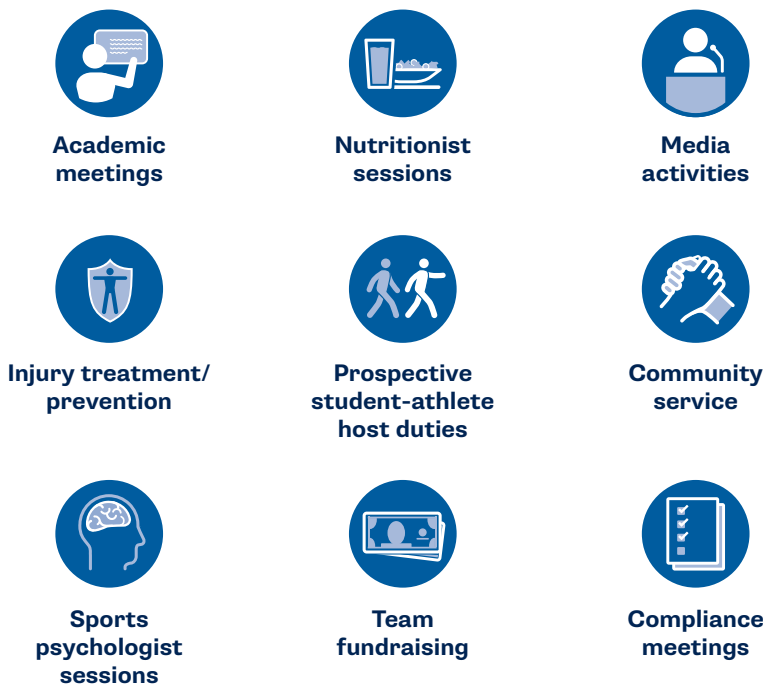 Academic
meetings
Nutritionist
sessions
Media
activities
Injury treatment/
prevention
Prospective
student-athlete
host duties
Community
service
Sports
psychologist
sessions
Team
fundraising
Compliance
meetings